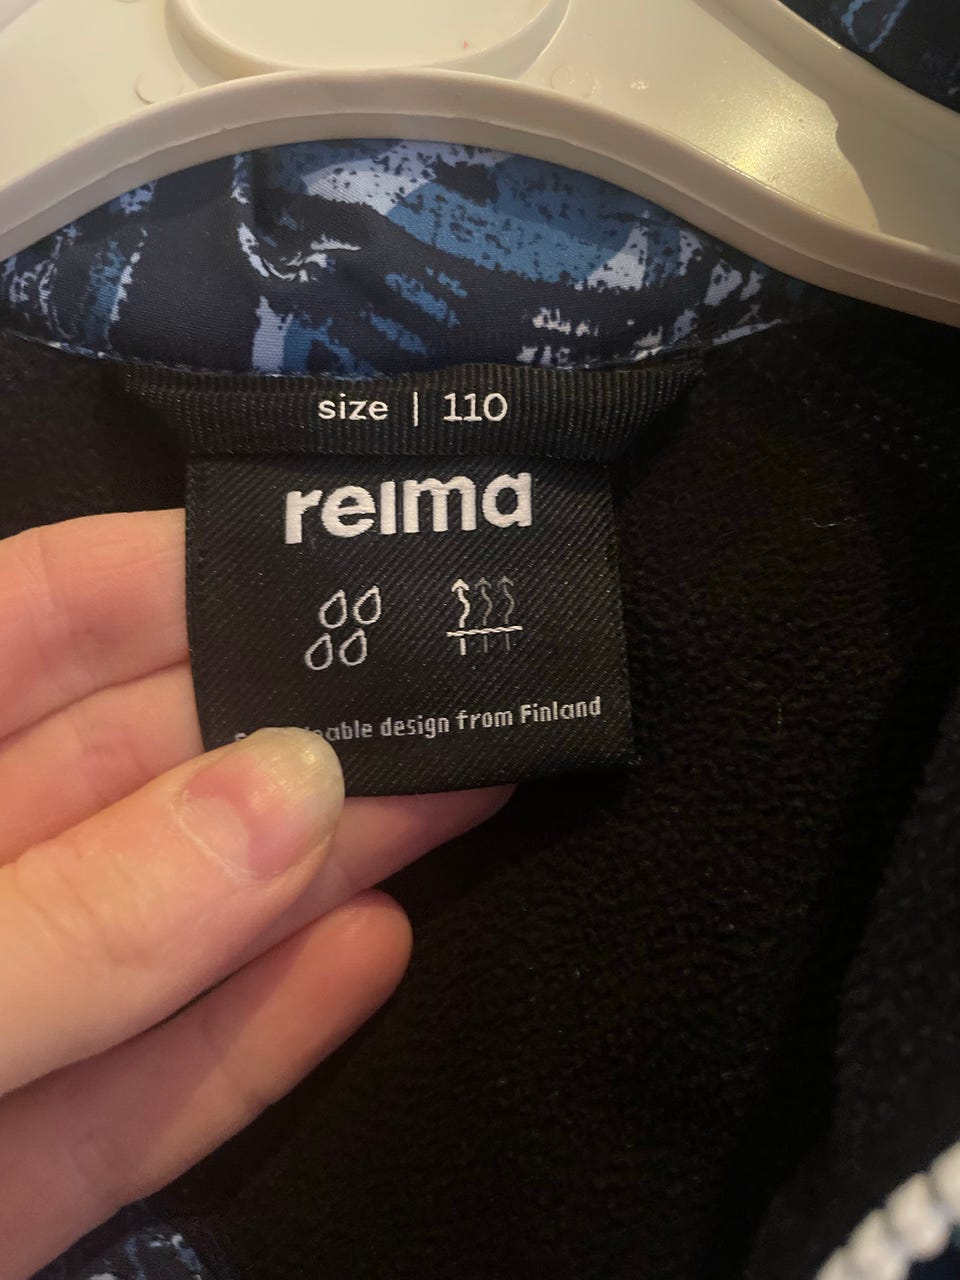 size | 110
reima
design from Finland